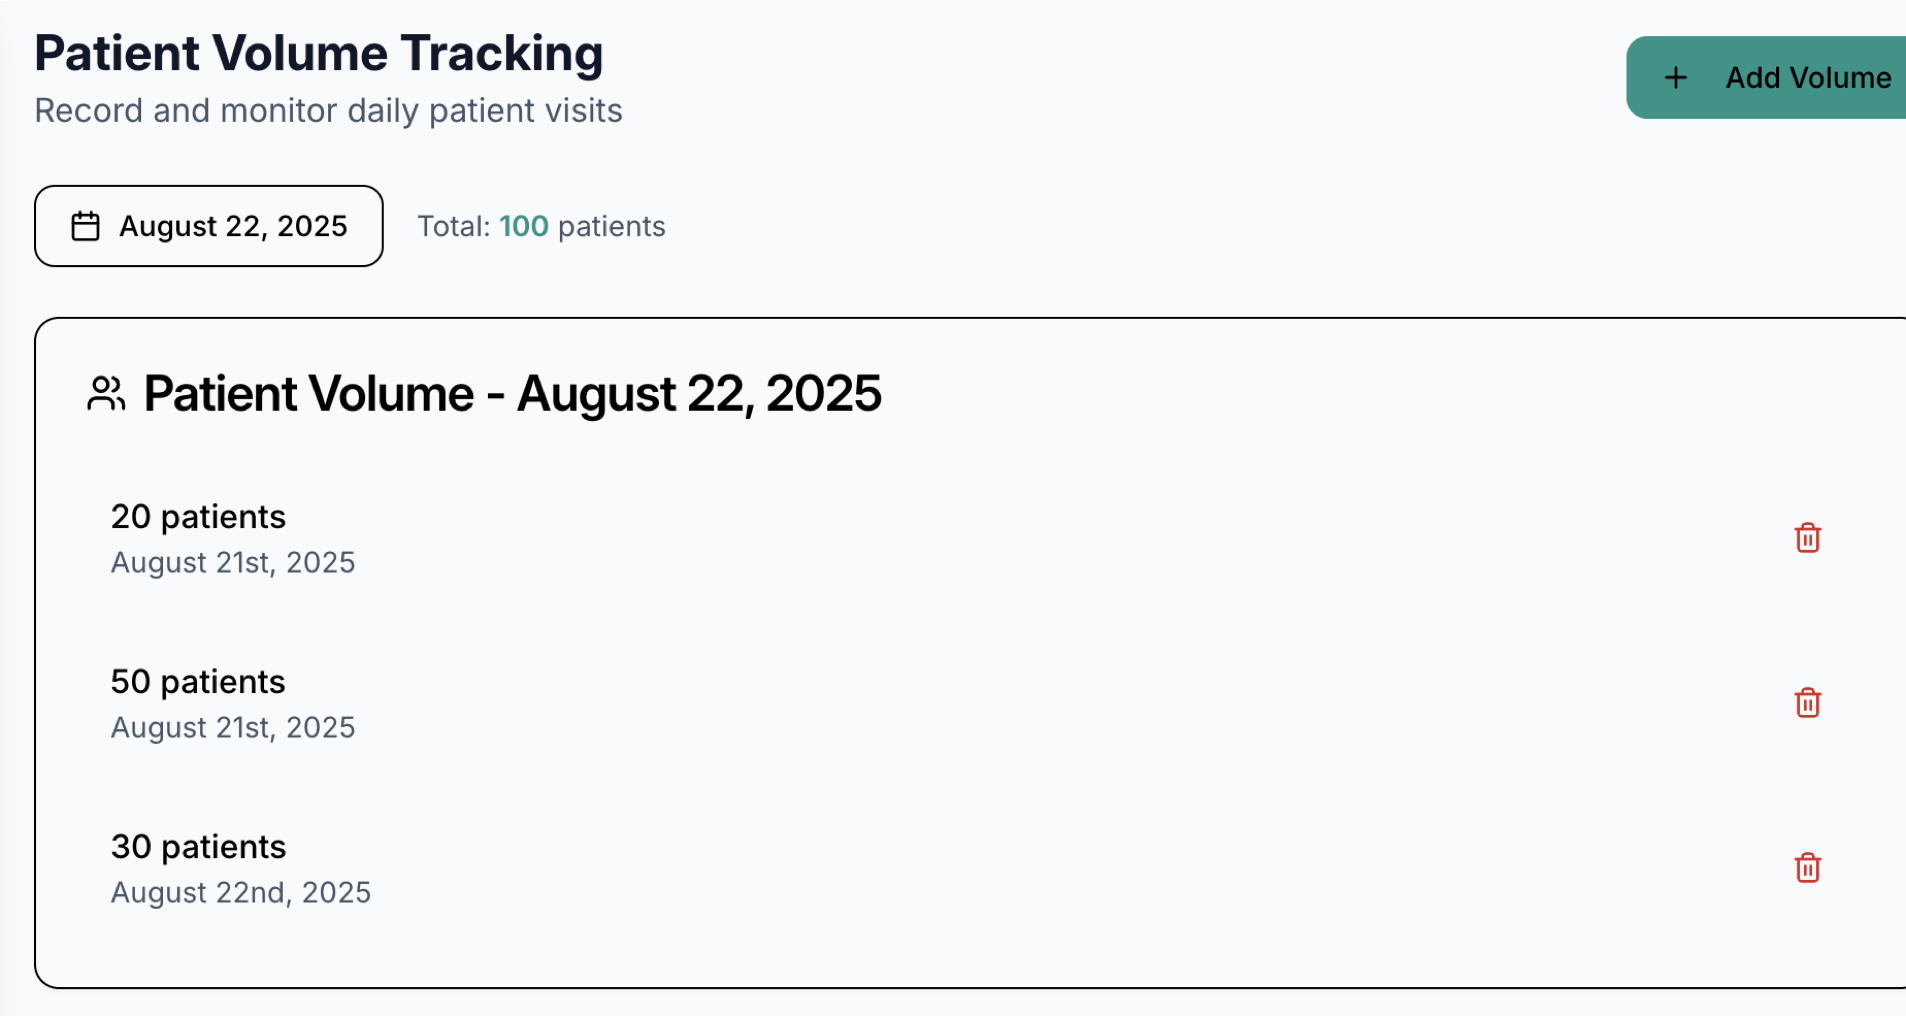 Patient Volume Tracking
Record and monitor daily patient visits
Add Volume
August 22, 2025
Total: 100 patients
Patient Volume - August 22, 2025
20 patients
August 21st, 2025
50 patients
August 21st, 2025
30 patients
August 22nd, 2025